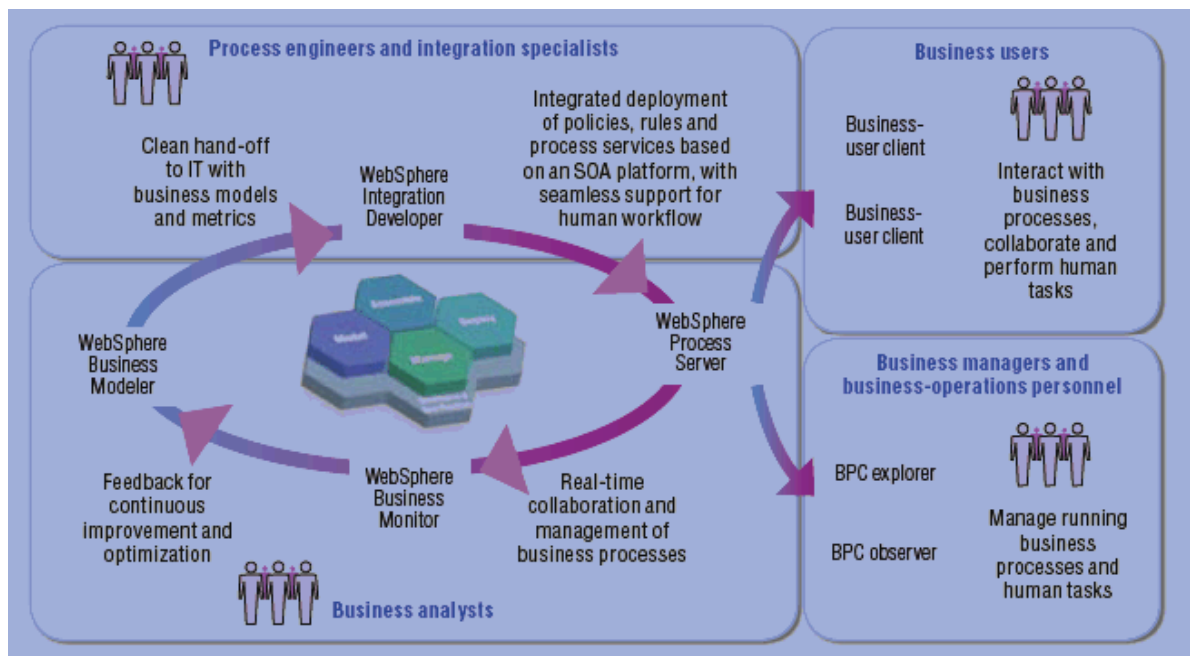 Process engineers and integration specialists
Clean hand-off
to IT with
business models
and metrics
WebSphere
Integration
Developer
Integrated deployment
of policies, rules and
process services based
on an SOA platform, with
seamless support for
human workflow
Business users
Business-
user client
Business-
user client
Interact with
business
processes,
collaborate and
perform human
tasks
WebSphere
Business
Modeler
Model
Manage
WebSphere
Process
Server
Feedback for
continuous
improvement and
optimization
WebSphere
Business
Monitor
Real-time
collaboration and
management of
business processes
Business analysts
Business managers and
business-operations personnel
BPC explorer
BPC observer
Manage running
business
processes and
human tasks